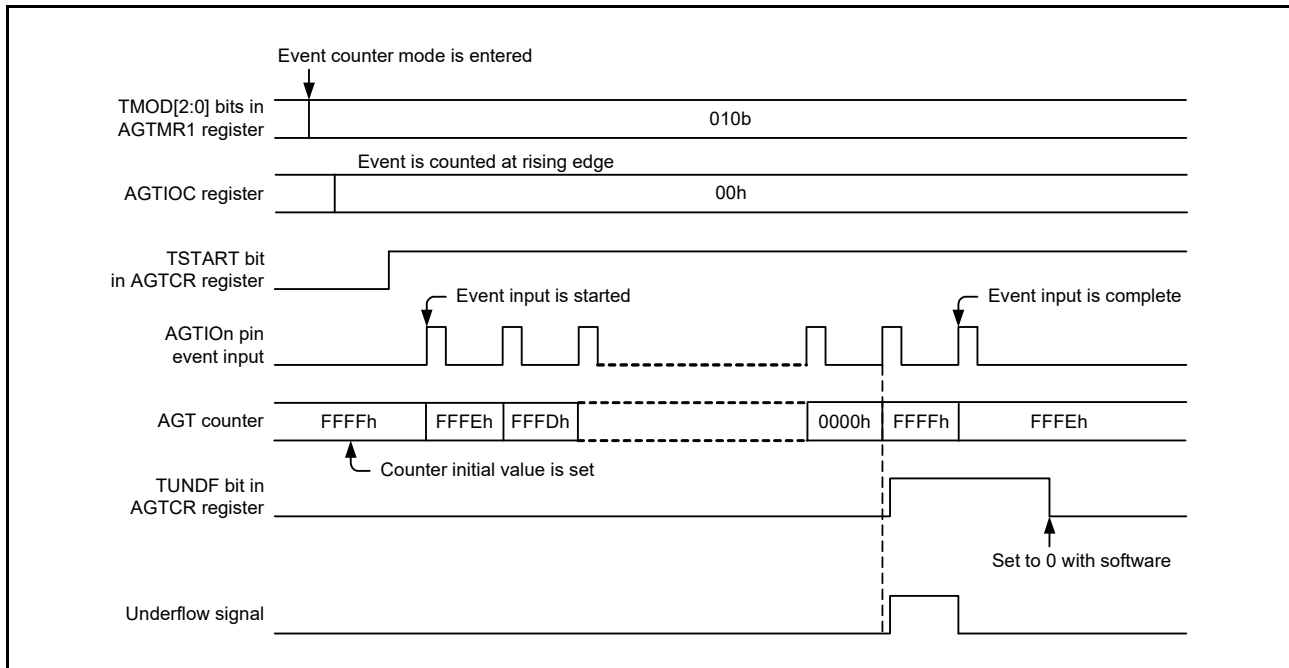 Event counter mode is entered
TMOD[2:0] bits in
AGTMR1 register
010b
Event is counted at rising edge
AGTIOC register
00h
TSTART bit
in AGTCR register
Event input is started
Event input is complete
AGTIOn pin
event input
AGT counter
FFFFh
FFFEh
FFFDh
0000h
FFFFh
FFFEh
Counter initial value is set
TUNDF bit in
AGTCR register
Set to 0 with software
Underflow signal